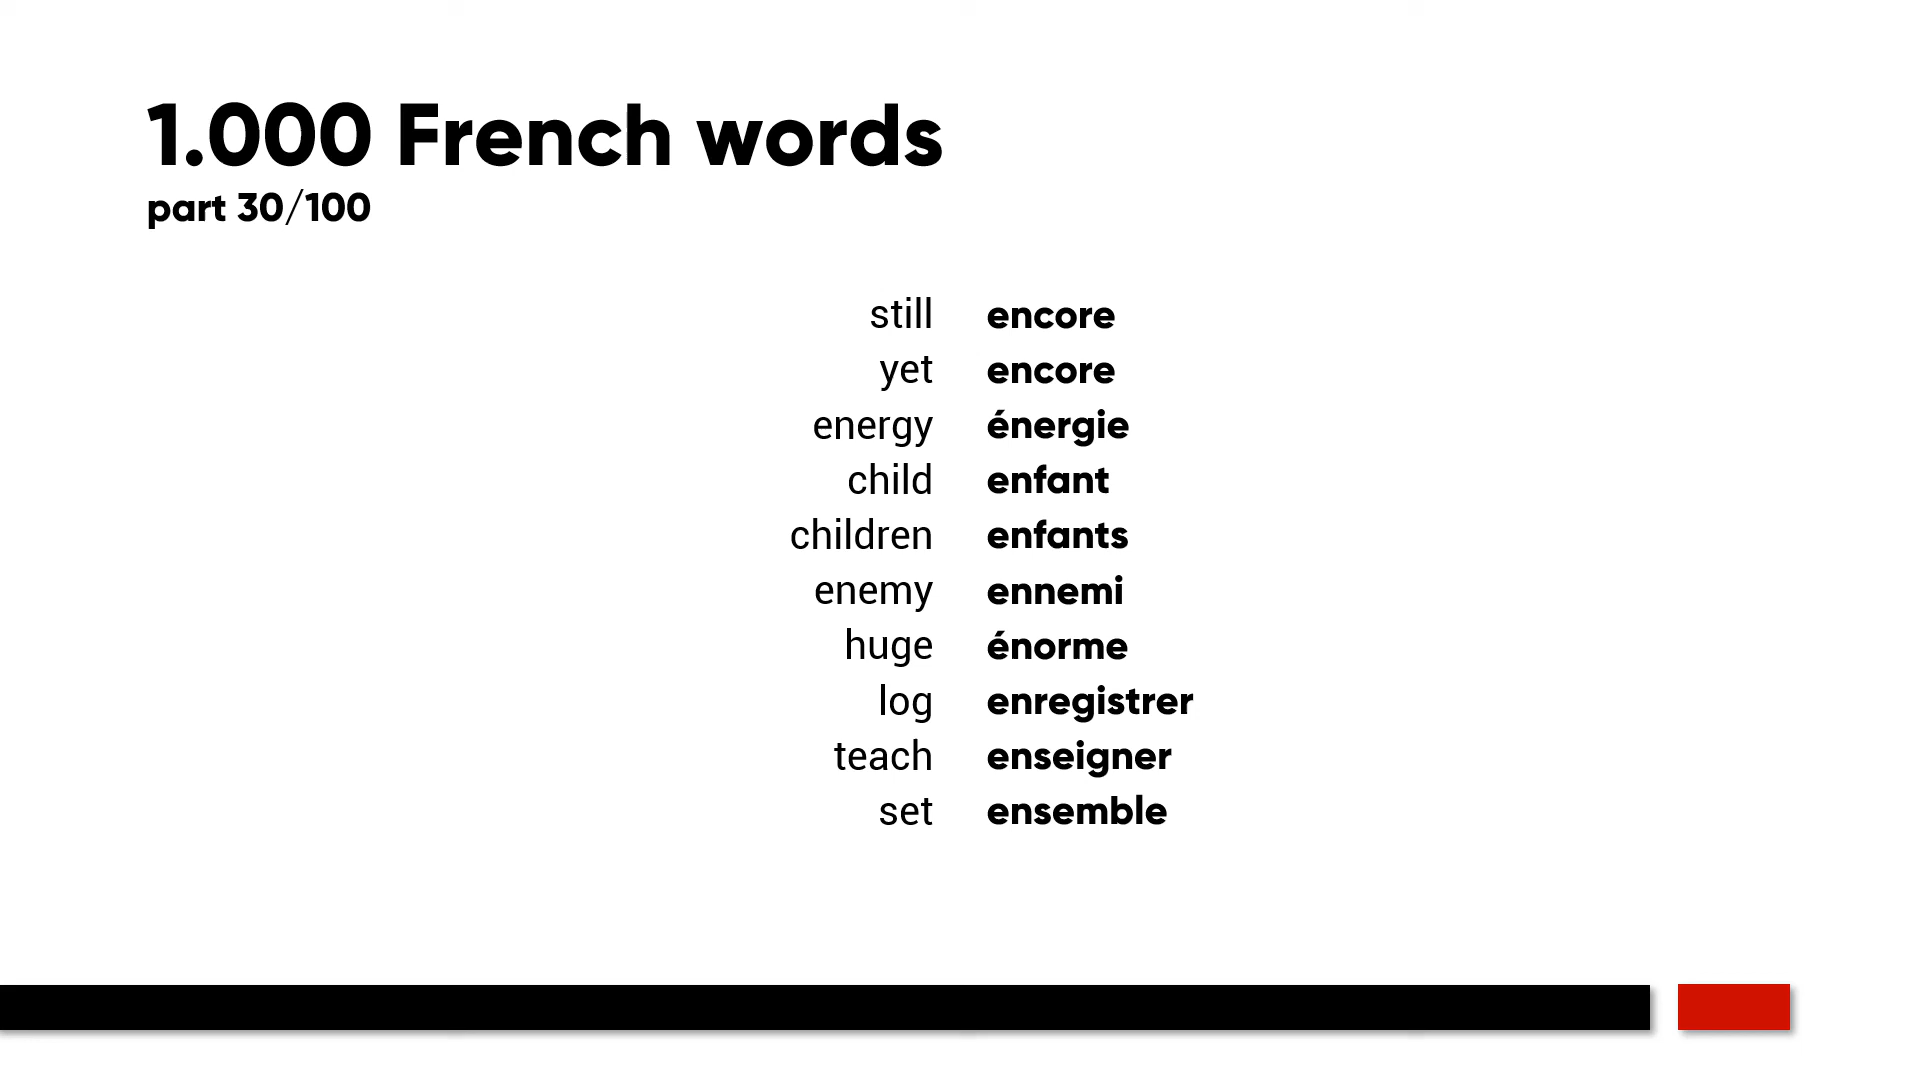 1.000 French words
part 30/100
still encore
yet encore
energy énergie
child enfant
children enfants
enemy ennemi
huge énorme
log enregistrer
teach enseigner
set ensemble